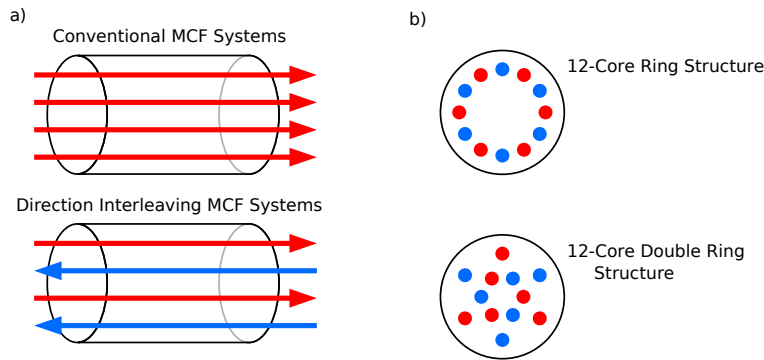 a)
Conventional MCF Systems
Direction Interleaving MCF Systems
b)
12-Core Ring Structure
12-Core Double Ring
Structure